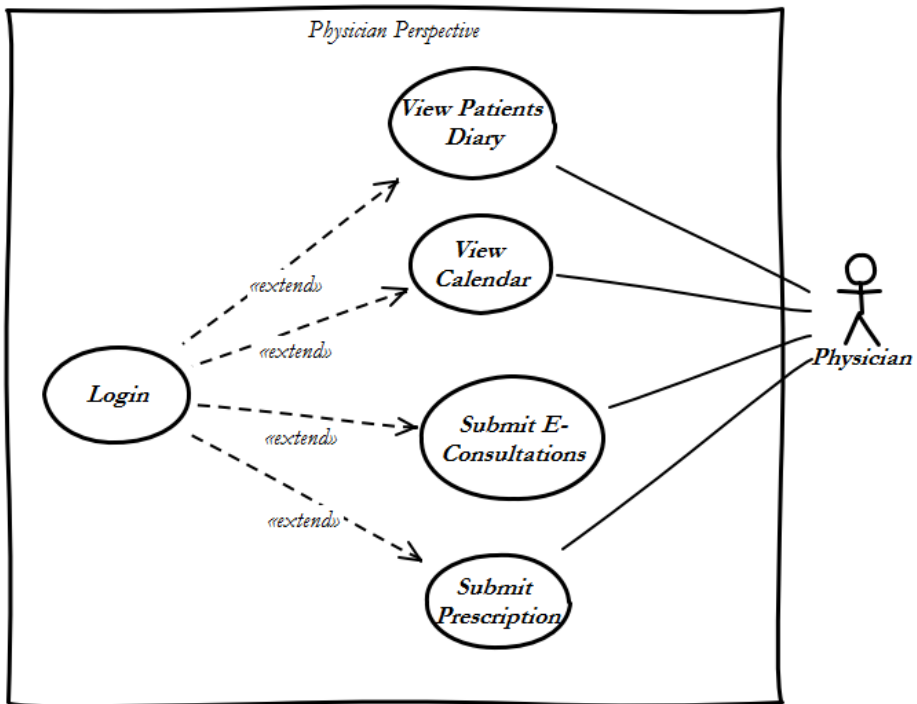 Physician Perspective
View Patients
Diary
View
Calendar
«extend»
«extend»
Login
Physician
Submit E-
Consultations
«extend»
«extend»
Submit
Prescription